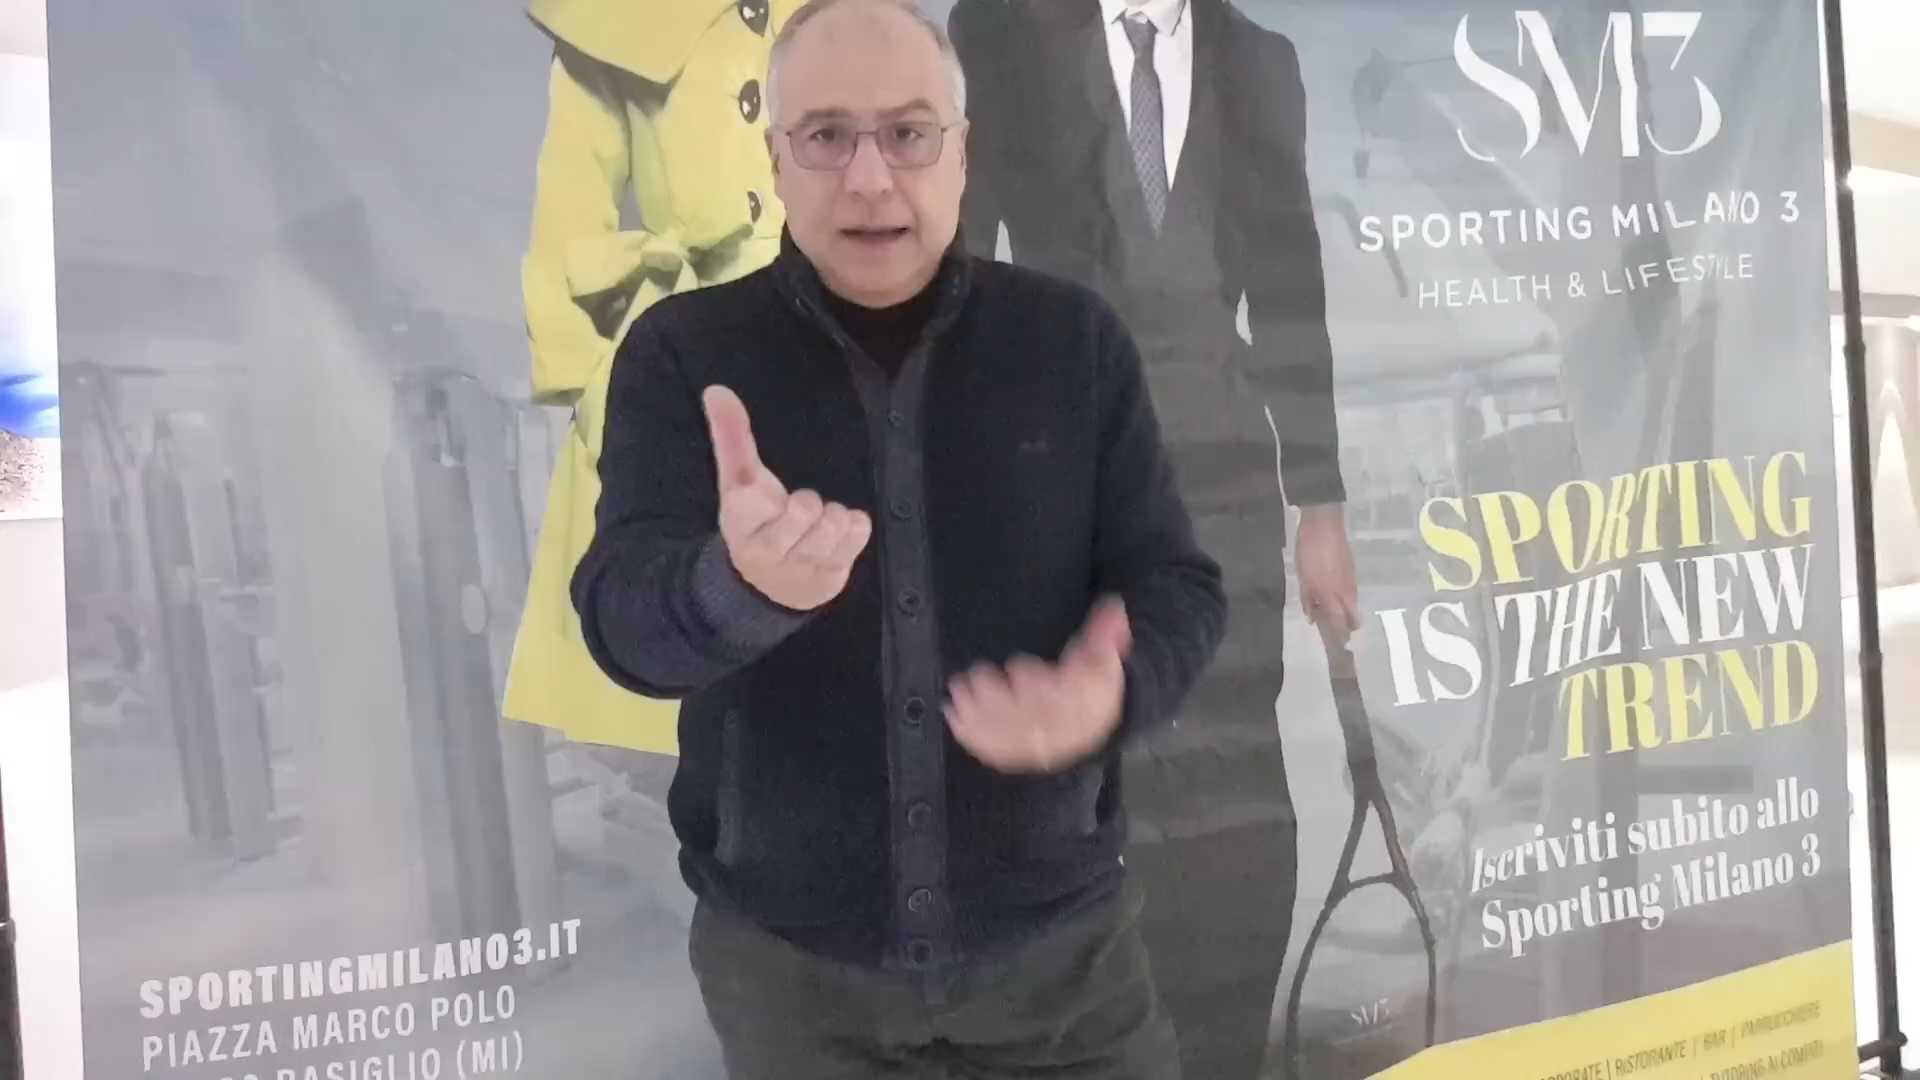 SM3
SPORTING MILANO 3
HEALTH & LIFESTYLE
SPORTING
IS THE NEW
TREND
Iscriviti subito allo
Sporting Milano 3
SPORTINGMILANO3.IT
PIAZZA MARCO POLO
BASIGLIO (MI)
SM3
| RISTORANTE | BAR | PARRUCCHIERE